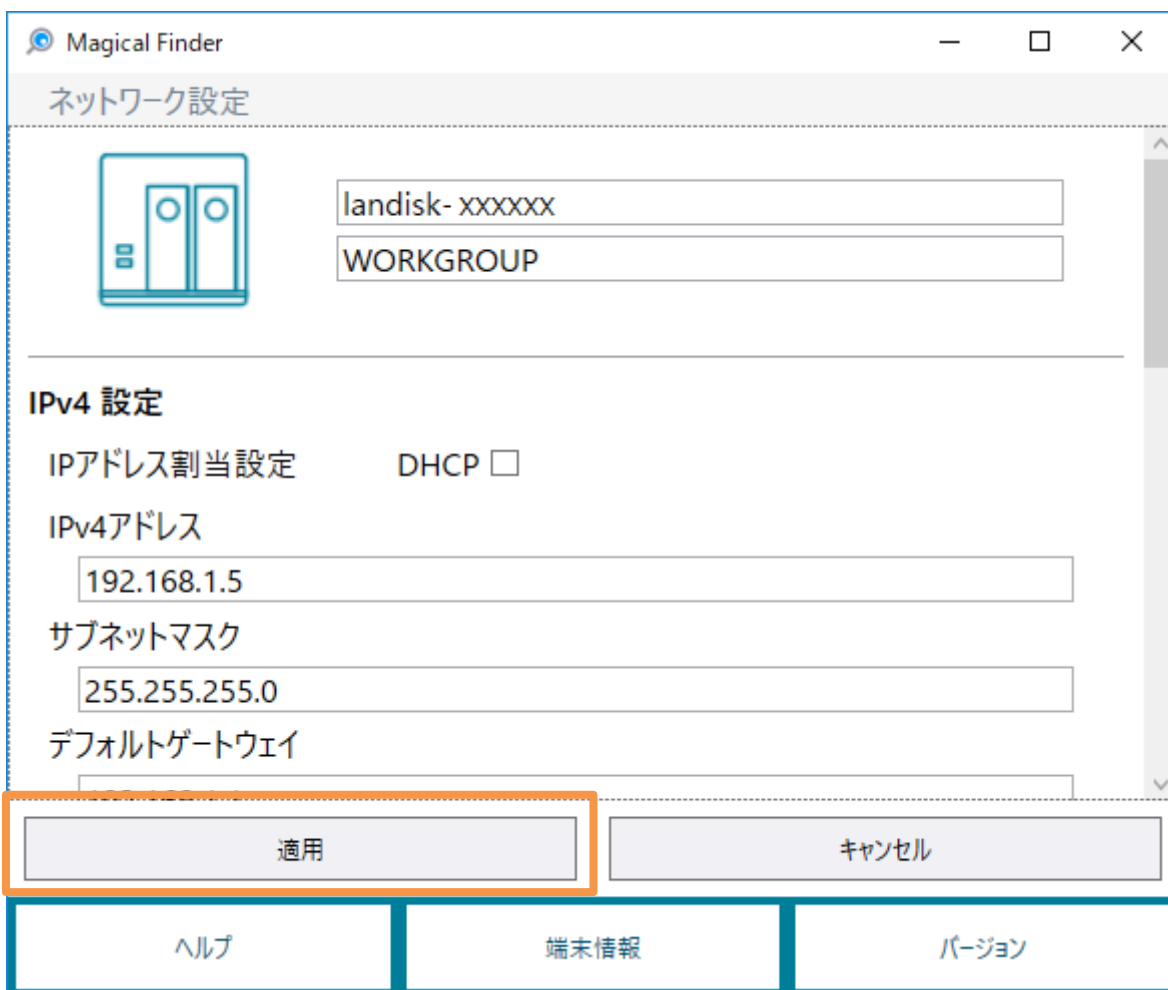 Magical Finder
ネットワーク設定
landisk- xxxxxx
WORKGROUP
IPv4 設定
IPアドレス割当設定 DHCP
IPv4アドレス
192.168.1.5
サブネットマスク
255.255.255.0
デフォルトゲートウェイ
適用 キャンセル
ヘルプ 端末情報 バージョン